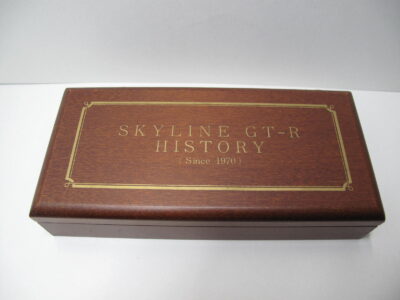 SKYLINE GT-R
HISTORY
(Since 1970)